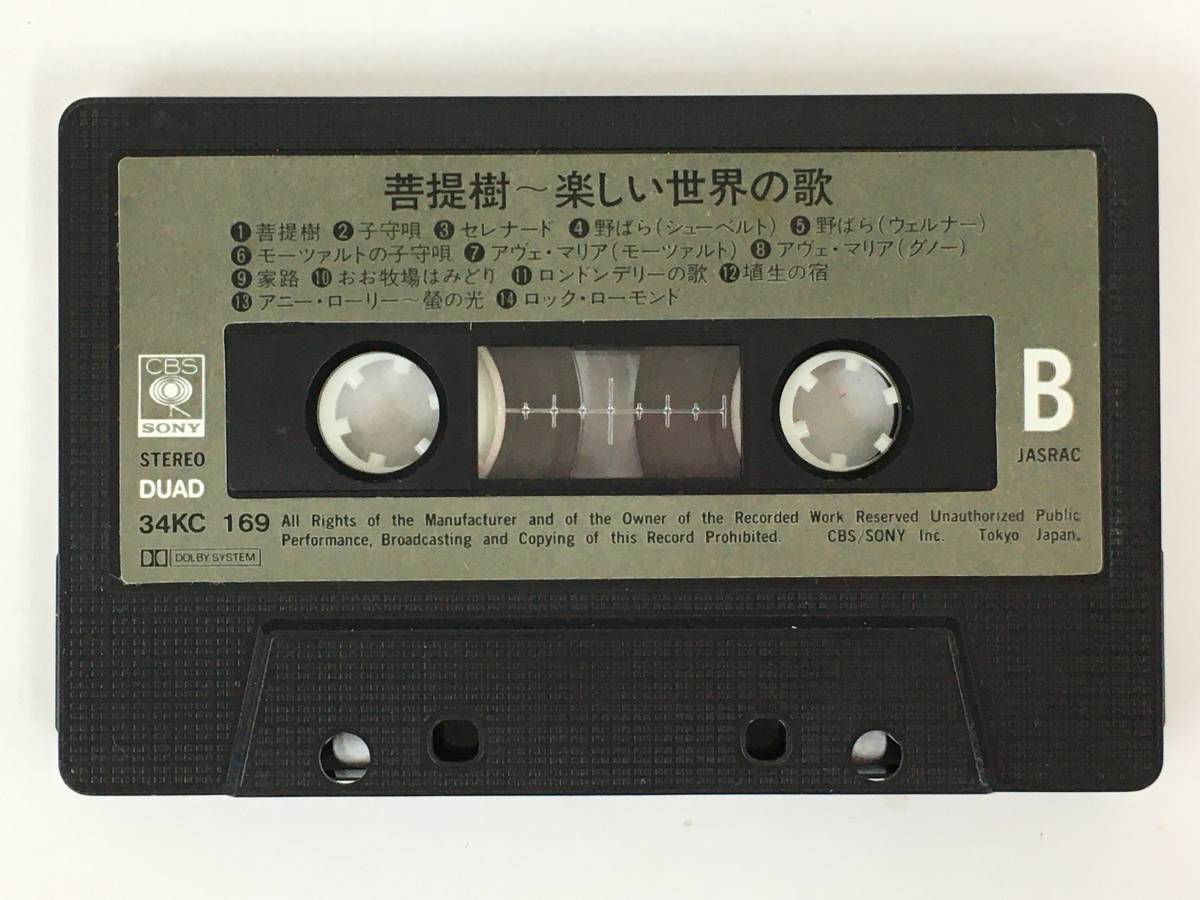 菩提樹~楽しい世界の歌
❶菩提樹 ❷子守唄 ❸セレナード ❹野ばら(シューベルト) ❺野ばら(ウェルナー)
❻モーツァルトの子守唄 ❼アヴェ・マリア(モーツァルト) ❽アヴェ・マリア(グノー)
❾家路 ❿おお牧場はみどり ⓫ロンドンデリーの歌 ⓬埴生の宿
⓭アニー・ローリー~螢の光 ⓮ロック・ローモンド
CBS
SONY
STEREO
DUAD
B
JASRAC
34KC 169
All Rights of the Manufacturer and of the Owner of the Recorded Work Reserved Unauthorized Public
Performance, Broadcasting and Copying of this Record Prohibited. CBS/SONY Inc. Tokyo Japan.
DOLBY SYSTEM